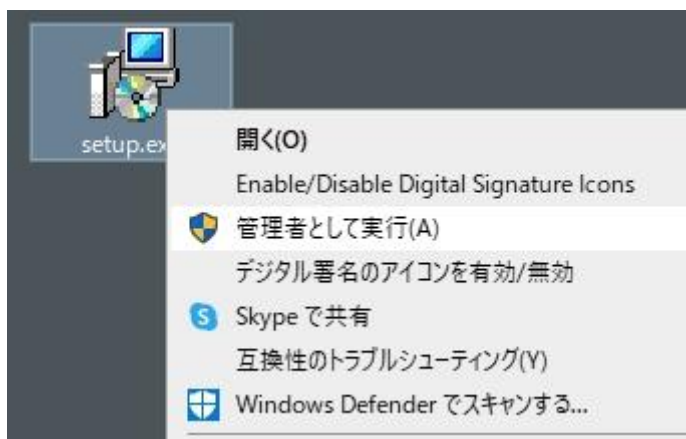 setup.ex
開く(O)
Enable/Disable Digital Signature Icons
管理者として実行(A)
デジタル署名のアイコンを有効/無効
Skype で共有
互換性のトラブルシューティング(Y)
Windows Defender でスキャンする...